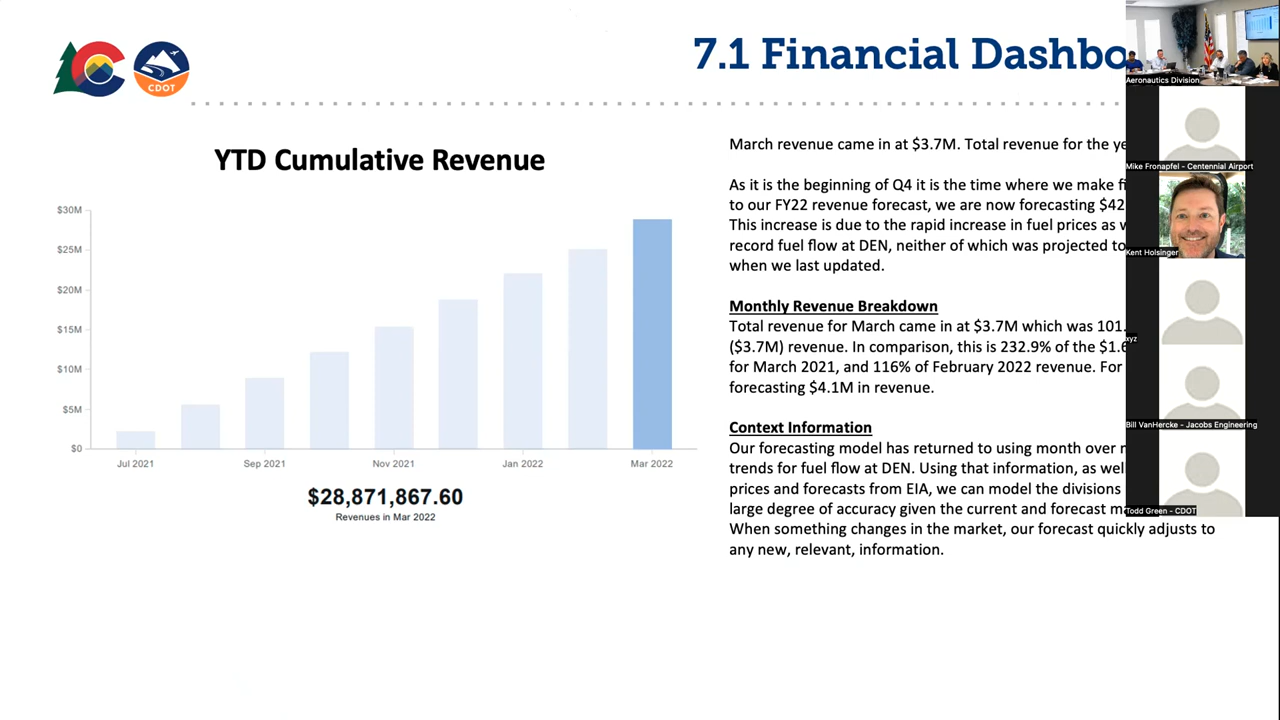 7.1 Financial Dashbo
CDOT
YTD Cumulative Revenue
$30M
$25M
$20M
$15M
$10M
$5M
$0
Jul 2021
Sep 2021
Nov 2021
Jan 2022
Mar 2022
$28,871,867.60
Revenues in Mar 2022
March revenue came in at $3.7M. Total revenue for the
As it is the beginning of Q4 it is the time where we make
to our FY22 revenue forecast, we are now forecasting $42
This increase is due to the rapid increase in fuel prices as
record fuel flow at DEN, neither of which was projected to
when we last updated.
Monthly Revenue Breakdown
Total revenue for March came in at $3.7M which was 101.
($3.7M) revenue. In comparison, this is 232.9% of the
for March 2021, and 116% of February 2022 revenue. For
forecasting $4.1M in revenue.
Context Information
Our forecasting model has returned to using month over
trends for fuel flow at DEN. Using that information, as well
prices and forecasts from EIA, we can model the divisions
large degree of accuracy given the current and forecast
When something changes in the market, our forecast quickly adjusts to
any new, relevant, information.
Aeronautics Division
Mike Fronapfel - Centennial Airport
Kent Holsinger
xyz
Bill VanHercke - Jacobs Engineering
Todd Green - CDOT